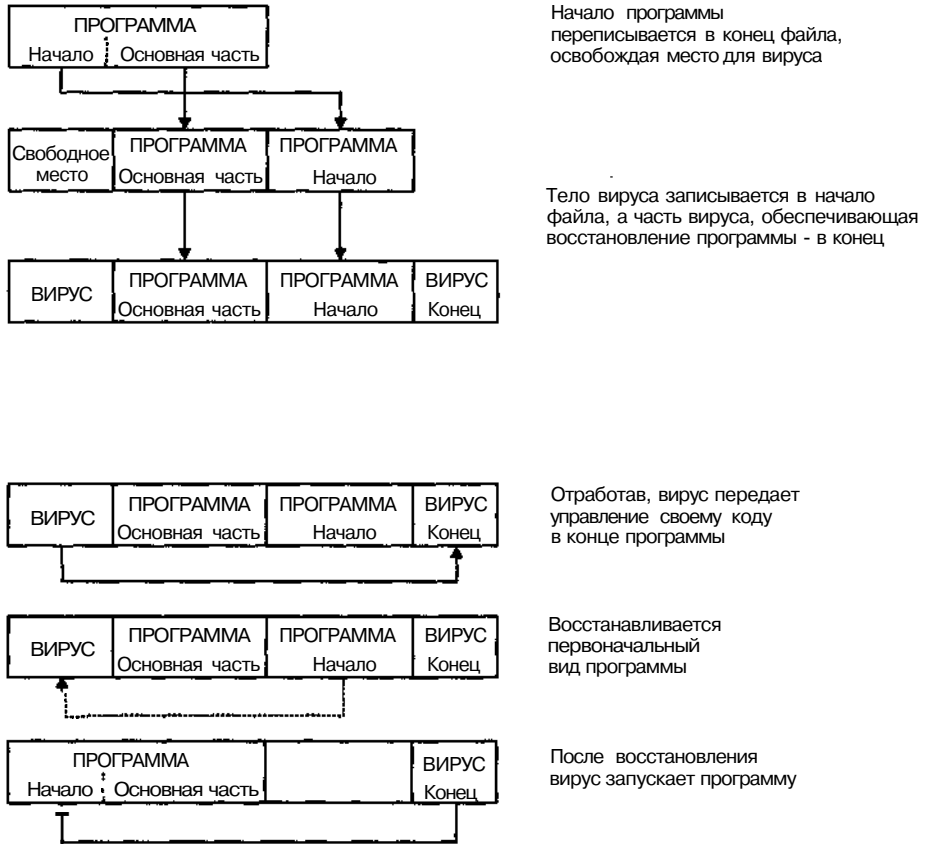 ПРОГРАММА
Начало Основная часть
Начало программы
переписывается в конец файла,
освобождая место для вируса
Свободное место
ПРОГРАММА
Основная часть
ПРОГРАММА
Начало
Тело вируса записывается в начало
файла, а часть вируса, обеспечивающая
восстановление программы - в конец
ВИРУС
ПРОГРАММА
Основная часть
ПРОГРАММА
Начало
ВИРУС
Конец
ВИРУС
ПРОГРАММА
Основная часть
ПРОГРАММА
Начало
ВИРУС
Конец
Отработав, вирус передает
управление своему коду
в конце программы
ВИРУС
ПРОГРАММА
Основная часть
ПРОГРАММА
Начало
ВИРУС
Конец
Восстанавливается
первоначальный
вид программы
ПРОГРАММА
Начало Основная часть
ВИРУС
Конец
После восстановления
вирус запускает программу